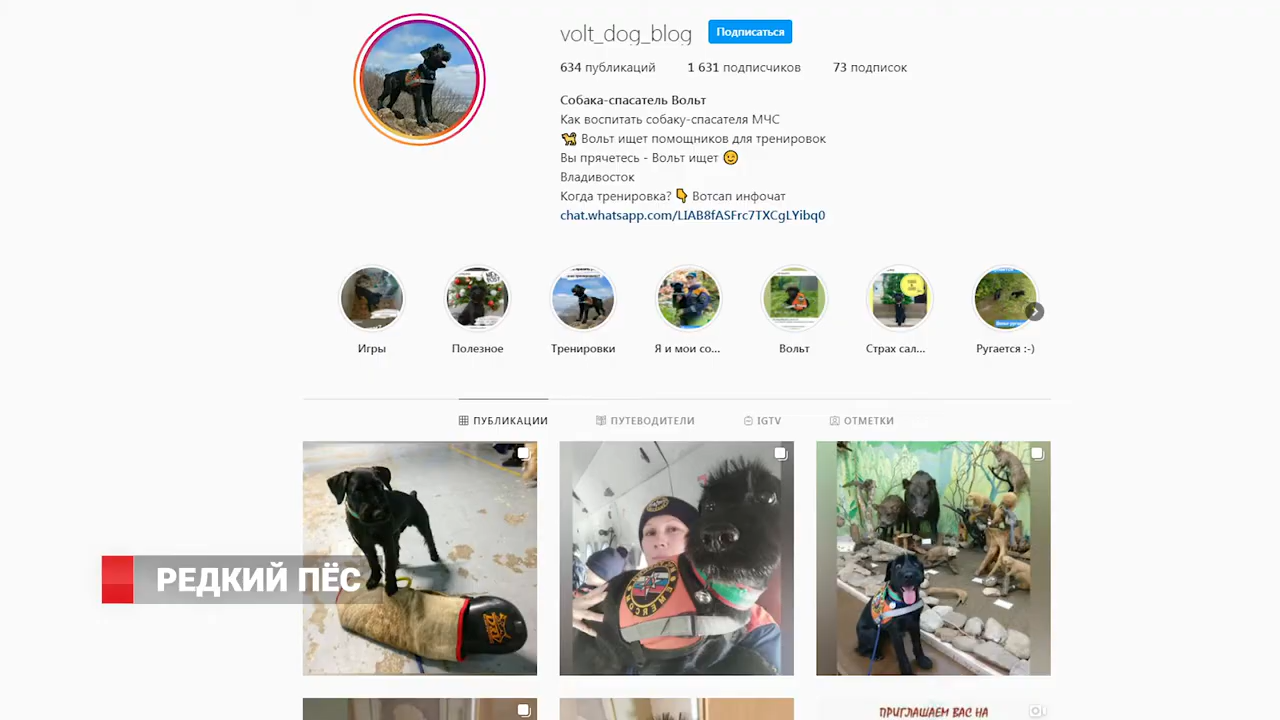 volt_dog_blog
Подписаться
634 публикаций 1 631 подписчиков 73 подписок
Собака-спасатель Вольт
Как воспитать собаку-спасателя МЧС
Вольт ищет помощников для тренировок
Вы прячетесь - Вольт ищет
Владивосток
Когда тренировка? Вотсап инфочат
chat.whatsapp.com/LIAB8fASFrc7TXCgLYibq0
Игры Полезное Тренировки Я и мои со... Вольт Страх сал... Ругается :-)
ПУБЛИКАЦИИ ПУТЕВОДИТЕЛИ IGTV ОТМЕТКИ
РЕДКИЙ ПЁС
ПРИГЛАШАЕМ ВАС НА